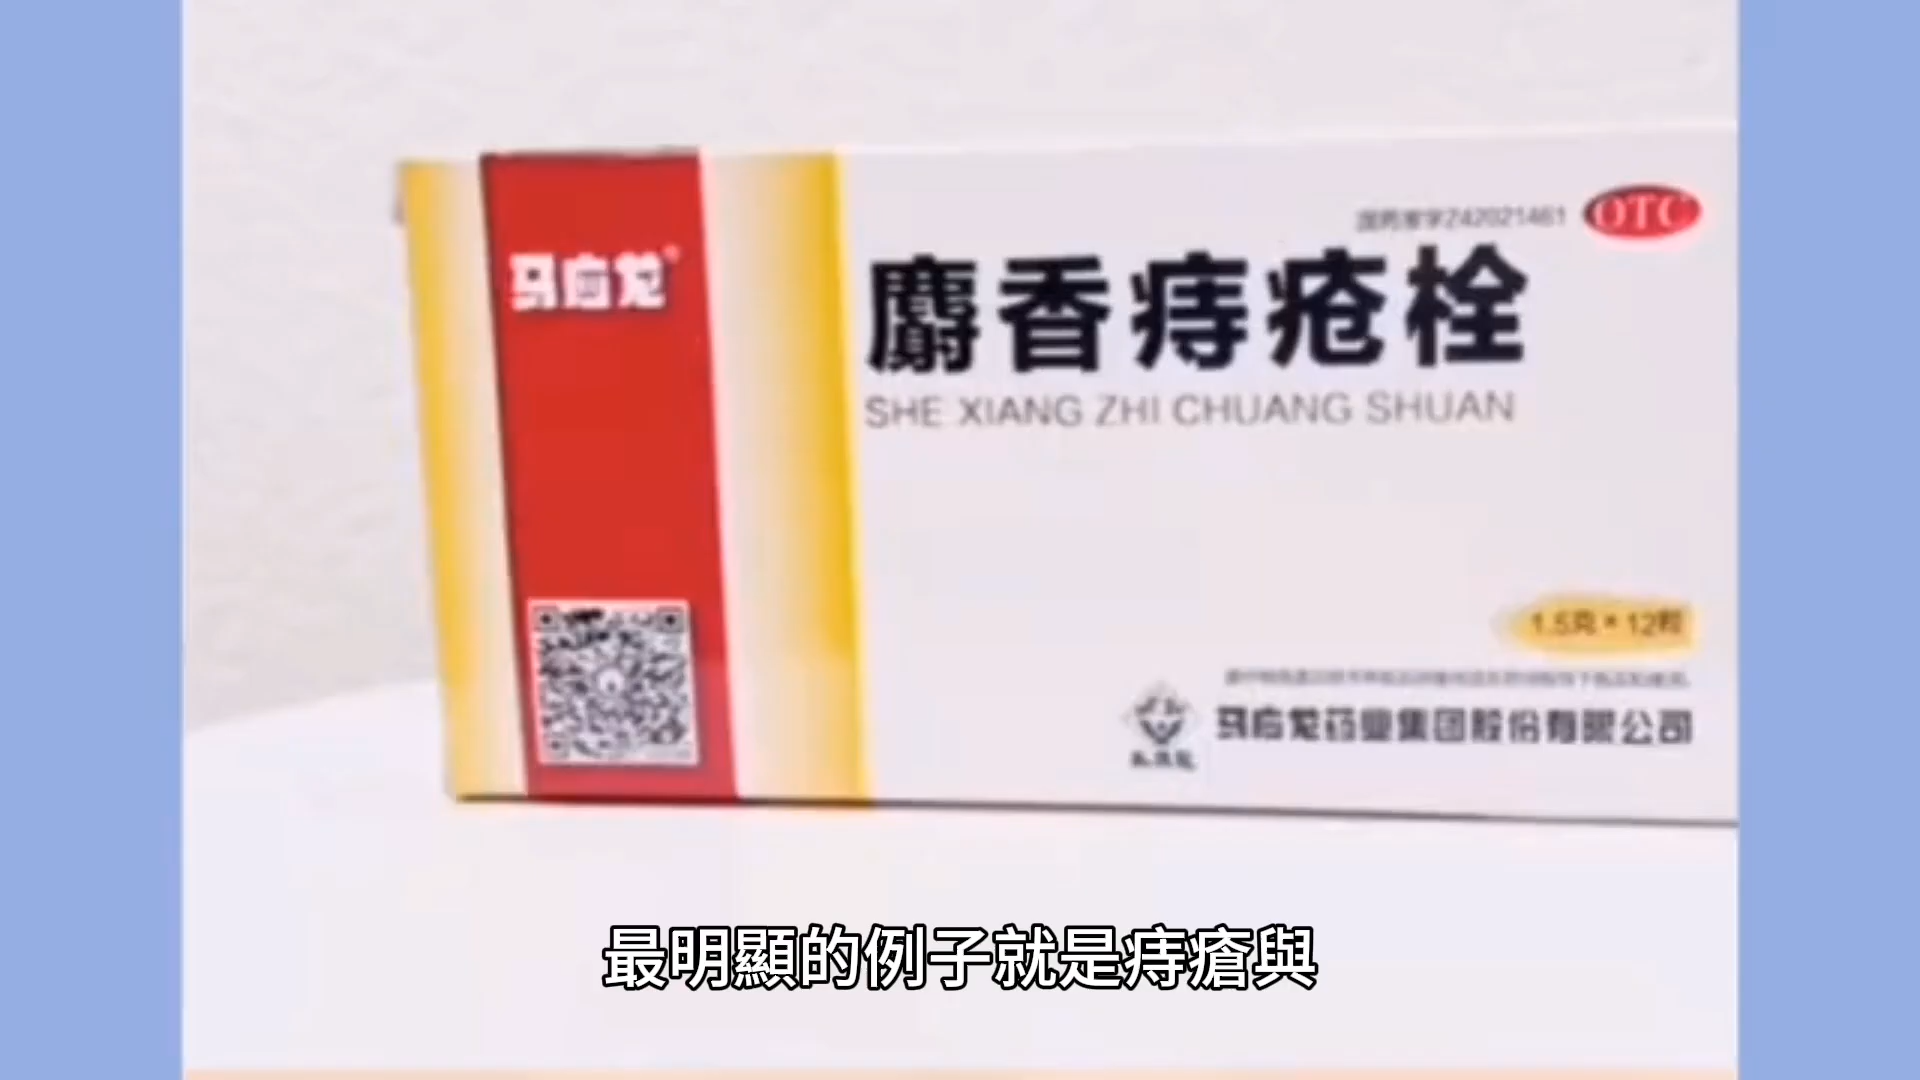 国药准字Z42021461 OTC
马应龙®
麝香痔疮栓
SHE XIANG ZHI CHUANG SHUAN
1.5克*12粒
马应龙药业集团股份有限公司
最明顯的例子就是痔瘡與